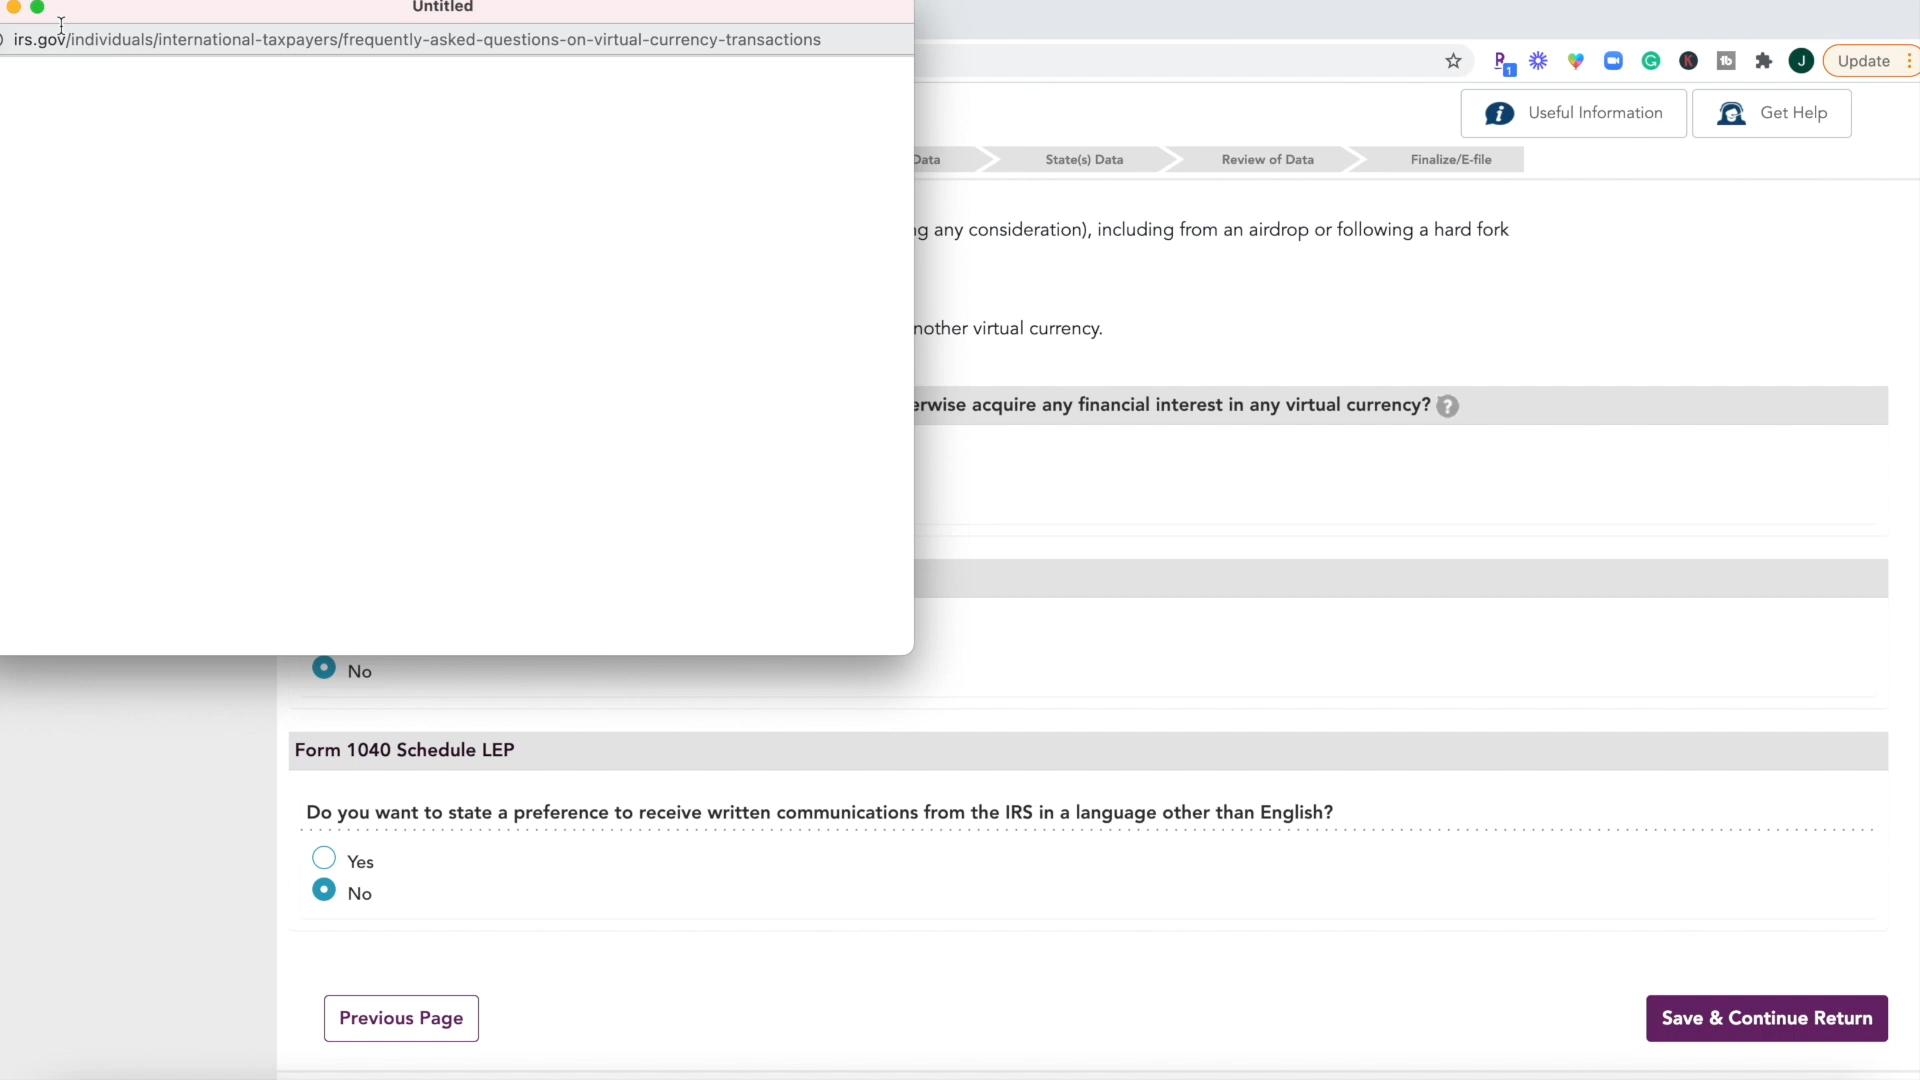 Untitled
irs.gov/individuals/international-taxpayers/frequently-asked-questions-on-virtual-currency-transactions
1
J
Update
Useful Information
Get Help
Data
State(s) Data
Review of Data
Finalize/E-file
any consideration), including from an airdrop or following a hard fork
nother virtual currency.
erwise acquire any financial interest in any virtual currency?
No
Form 1040 Schedule LEP
Do you want to state a preference to receive written communications from the IRS in a language other than English?
Yes
No
Previous Page
Save & Continue Return